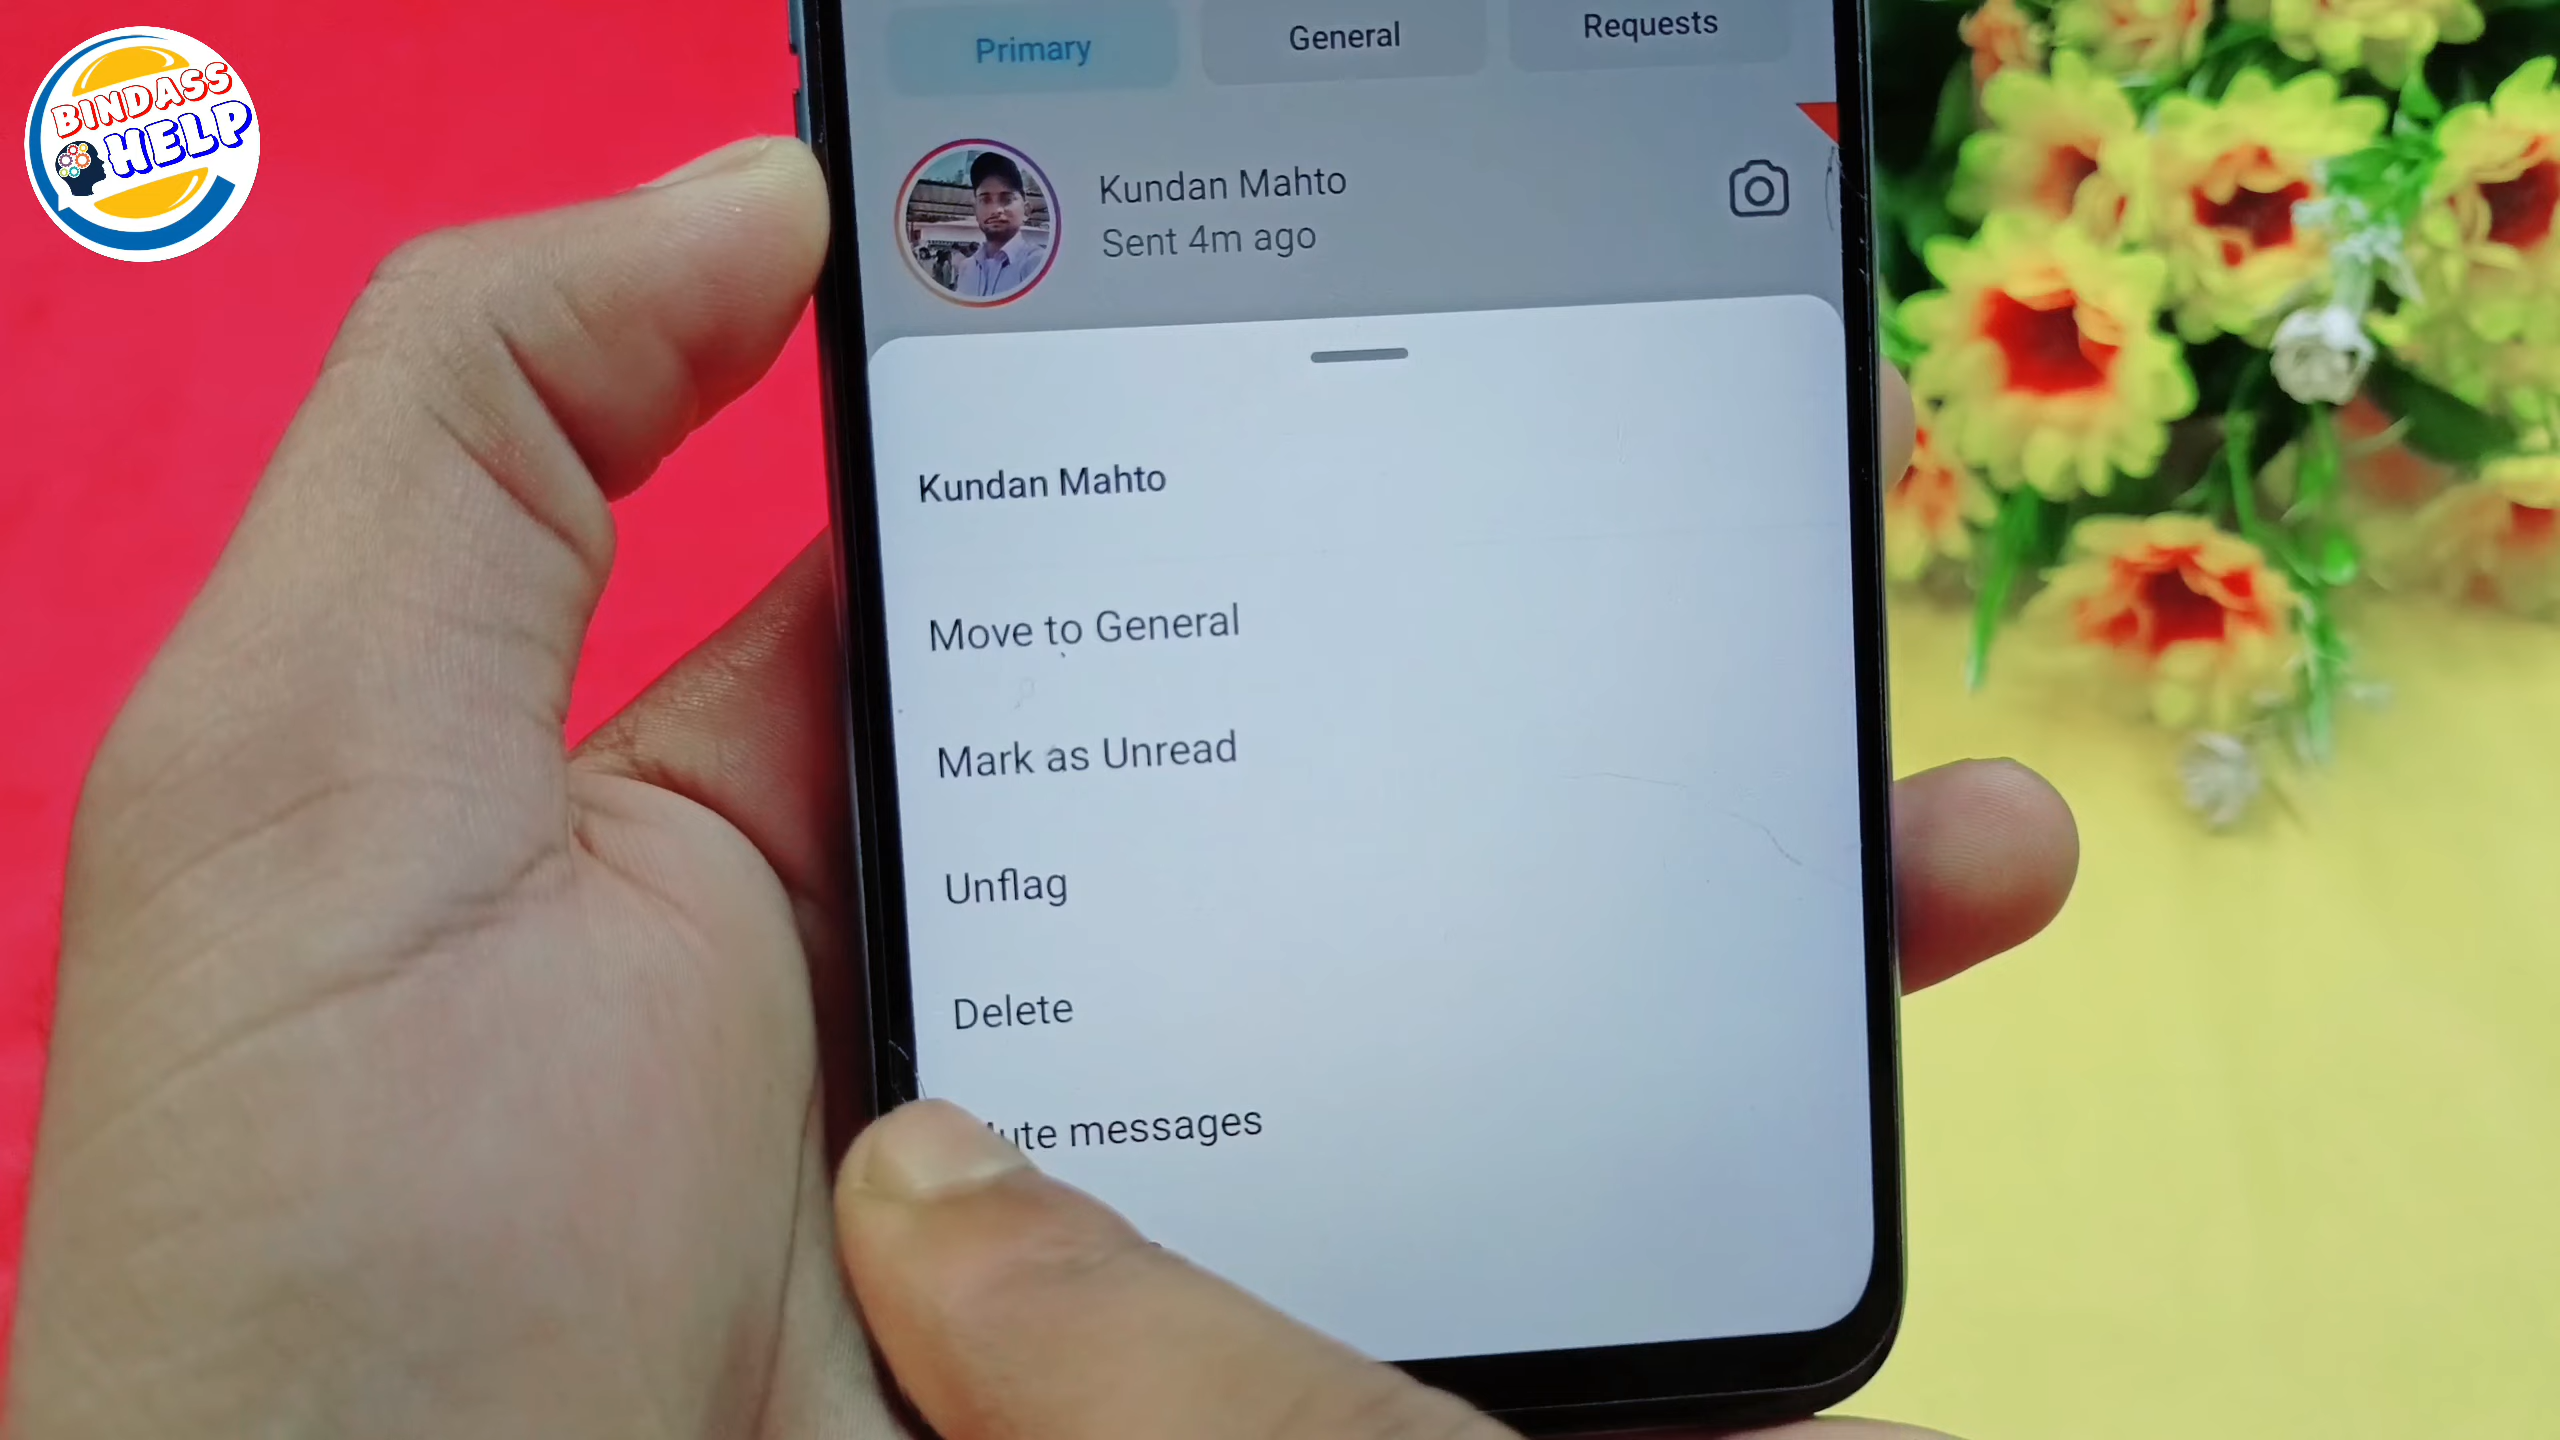 BINDASS
HELP
Primary
General
Requests
Kundan Mahto
Sent 4m ago
Kundan Mahto
Move to General
Mark as Unread
Unflag
Delete
ute messages